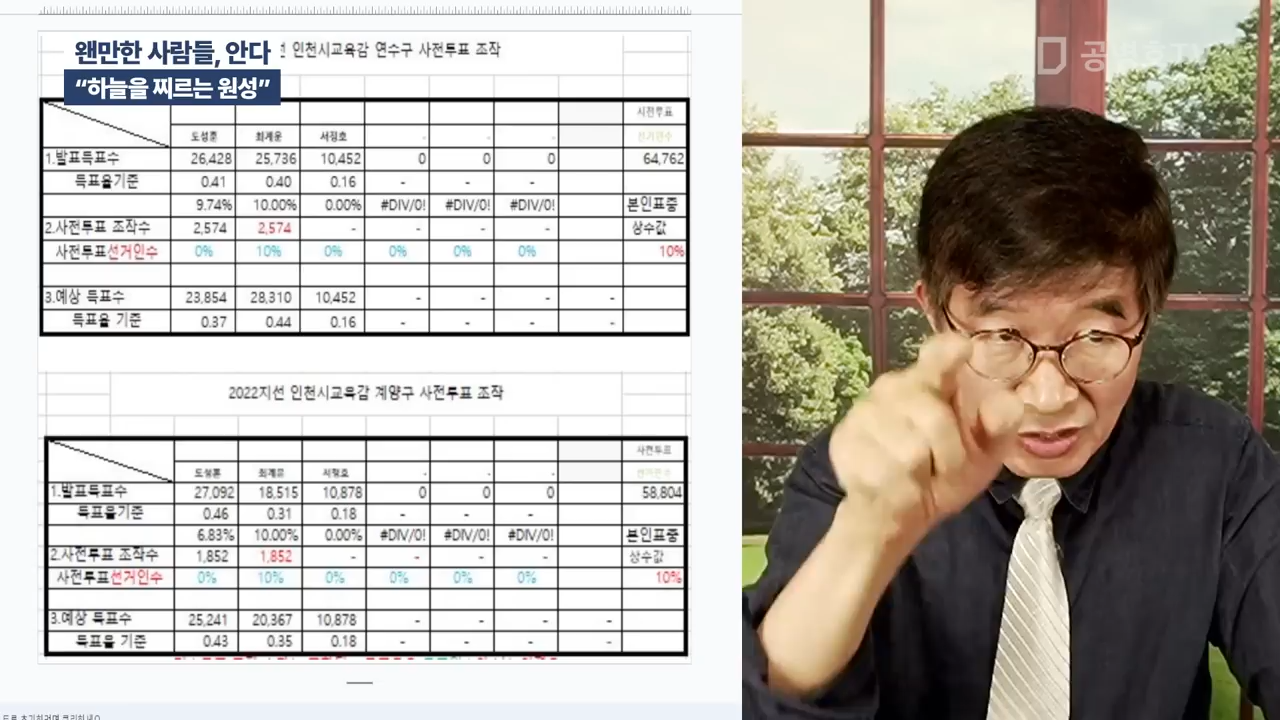 왠만한 사람들, 안다
“하늘을 찌르는 원성”
공병호TV
선 인천시교육감 연수구 사전투표 조작
사전투표
도성훈 최계운 서정호 - - - 선거인수
1.발표득표수 26,428 25,736 10,452 0 0 0 64,762
득표율기준 0.41 0.40 0.16 - - -
9.74% 10.00% 0.00% #DIV/0! #DIV/0! #DIV/0! 본인표중
2.사전투표 조작수 2,574 2,574 - - - - 상수값
사전투표선거인수 0% 10% 0% 0% 0% 0% 10%
3.예상 득표수 23,854 28,310 10,452 - - - -
득표율 기준 0.37 0.44 0.16 - - - -
2022지선 인천시교육감 계양구 사전투표 조작
사전투표
도성훈 최계운 서정호 - - - 선거인수
1.발표득표수 27,092 18,515 10,878 0 0 0 58,804
득표율기준 0.46 0.31 0.18 - - -
6.83% 10.00% 0.00% #DIV/0! #DIV/0! #DIV/0! 본인표중
2.사전투표 조작수 1,852 1,852 - - - - 상수값
사전투표선거인수 0% 10% 0% 0% 0% 0% 10%
3.예상 득표수 25,241 20,367 10,878 - - - -
득표율 기준 0.43 0.35 0.18 - - - -